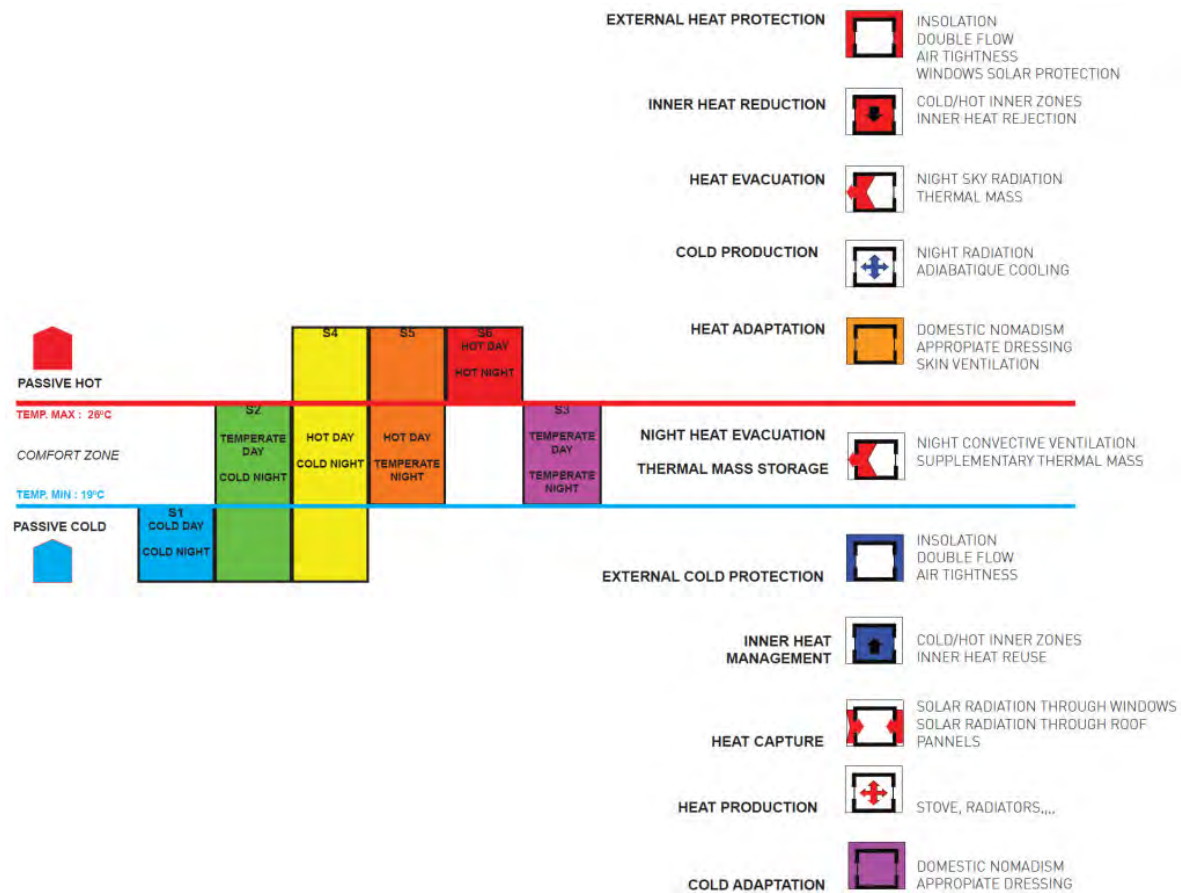 EXTERNAL HEAT PROTECTION
INSOLATION
DOUBLE FLOW
AIR TIGHTNESS
WINDOWS SOLAR PROTECTION
INNER HEAT REDUCTION
COLD/HOT INNER ZONES
INNER HEAT REJECTION
HEAT EVACUATION
NIGHT SKY RADIATION
THERMAL MASS
COLD PRODUCTION
NIGHT RADIATION
ADIABATIQUE COOLING
HEAT ADAPTATION
DOMESTIC NOMADISM
APPROPIATE DRESSING
SKIN VENTILATION
PASSIVE HOT
TEMP. MAX : 26ºC
COMFORT ZONE
TEMP. MIN : 19ºC
PASSIVE COLD
S1
COLD DAY
COLD NIGHT
S2
TEMPERATE
DAY
COLD NIGHT
S4
HOT DAY
COLD NIGHT
S5
HOT DAY
TEMPERATE
NIGHT
S6
HOT DAY
HOT NIGHT
S3
TEMPERATE
DAY
TEMPERATE
NIGHT
NIGHT HEAT EVACUATION
THERMAL MASS STORAGE
NIGHT CONVECTIVE VENTILATION
SUPPLEMENTARY THERMAL MASS
EXTERNAL COLD PROTECTION
INSOLATION
DOUBLE FLOW
AIR TIGHTNESS
INNER HEAT
MANAGEMENT
COLD/HOT INNER ZONES
INNER HEAT REUSE
HEAT CAPTURE
SOLAR RADIATION THROUGH WINDOWS
SOLAR RADIATION THROUGH ROOF
PANNELS
HEAT PRODUCTION
STOVE, RADIATORS,,,,
COLD ADAPTATION
DOMESTIC NOMADISM
APPROPIATE DRESSING